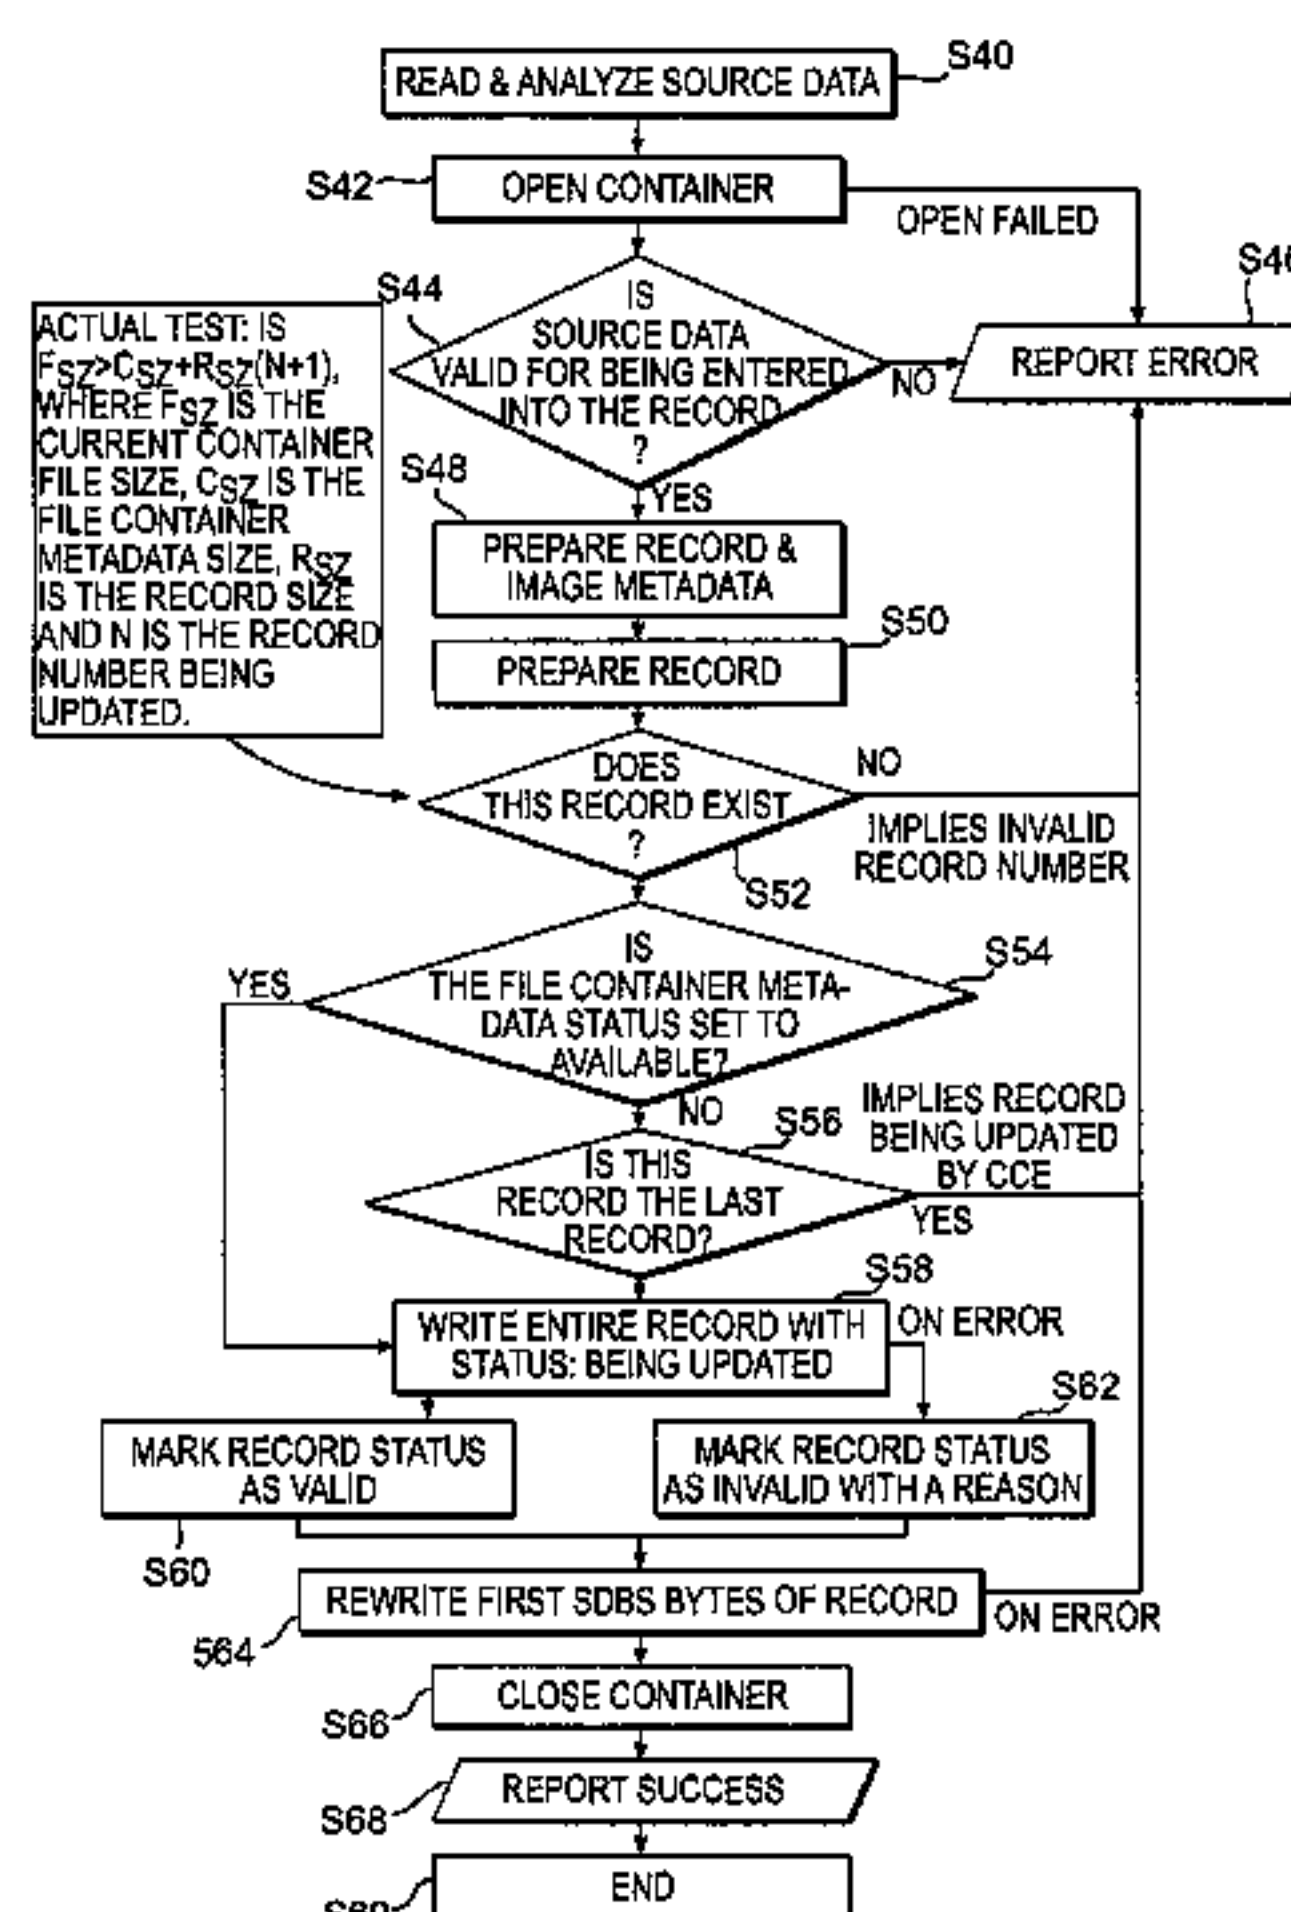 S40
READ & ANALYZE SOURCE DATA
S42
OPEN CONTAINER
OPEN FAILED
S44
IS
SOURCE DATA
VALID FOR BEING ENTERED
INTO THE RECORD
?
NO
REPORT ERROR
ACTUAL TEST: IS
FSZ>CSZ+RSZ(N+1),
WHERE FSZ IS THE
CURRENT CONTAINER
FILE SIZE, CSZ IS THE
FILE CONTAINER
METADATA SIZE, RSZ
IS THE RECORD SIZE
AND N IS THE RECORD
NUMBER BEING
UPDATED.
YES
S48
PREPARE RECORD &
IMAGE METADATA
S50
PREPARE RECORD
DOES
THIS RECORD EXIST
?
NO
IMPLIES INVALID
RECORD NUMBER
S52
S54
IS
THE FILE CONTAINER META-
DATA STATUS SET TO
AVAILABLE?
YES
NO
S56
IS THIS
RECORD THE LAST
RECORD?
IMPLIES RECORD
BEING UPDATED
BY CCE
YES
S58
WRITE ENTIRE RECORD WITH
STATUS: BEING UPDATED
ON ERROR
S62
MARK RECORD STATUS
AS VALID
MARK RECORD STATUS
AS INVALID WITH A REASON
S60
REWRITE FIRST SDBS BYTES OF RECORD
ON ERROR
564
CLOSE CONTAINER
S66
REPORT SUCCESS
S68
END